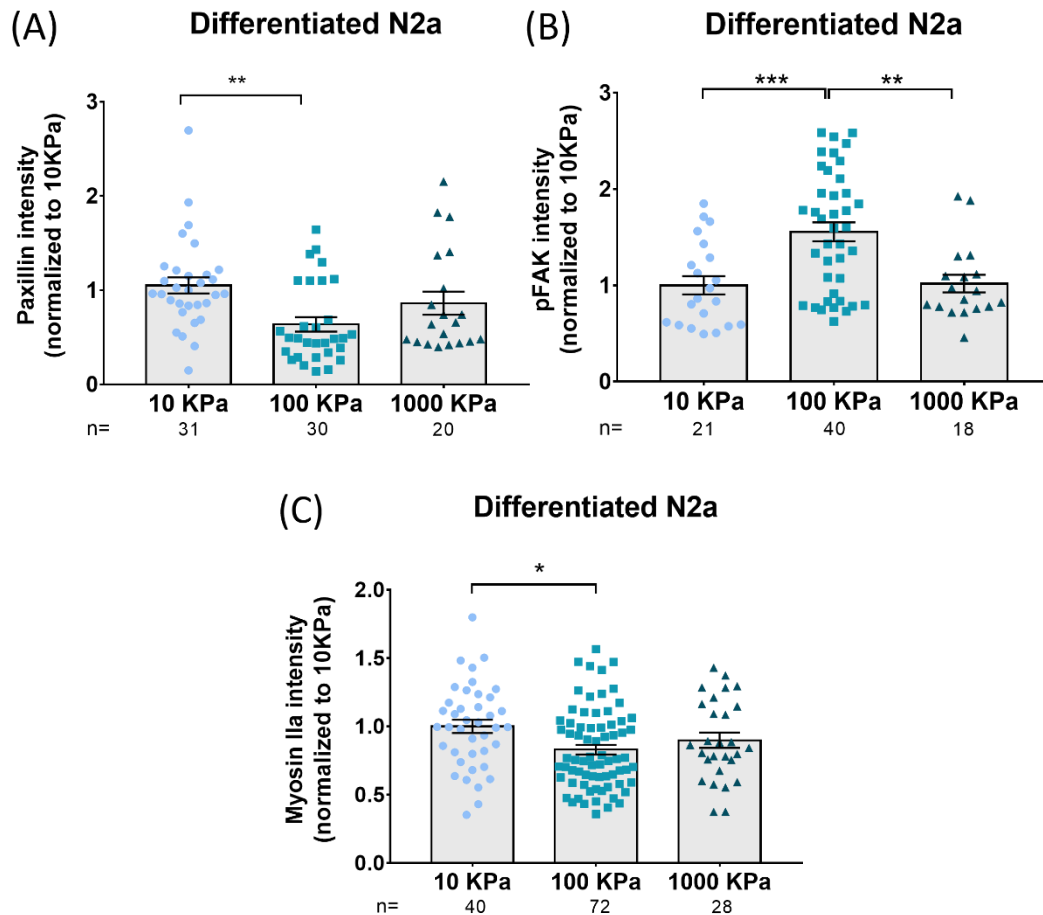 (A)
Differentiated N2a
**
Paxillin intensity
(normalized to 10KPa)
3
2
1
0
10 KPa 100 KPa 1000 KPa
n= 31 30 20
(B)
Differentiated N2a
*** **
pFAK intensity
(normalized to 10KPa)
3
2
1
0
10 KPa 100 KPa 1000 KPa
n= 21 40 18
(C)
Differentiated N2a
*
Myosin IIa intensity
(normalized to 10KPa)
2.0
1.5
1.0
0.5
0.0
10 KPa 100 KPa 1000 KPa
n= 40 72 28